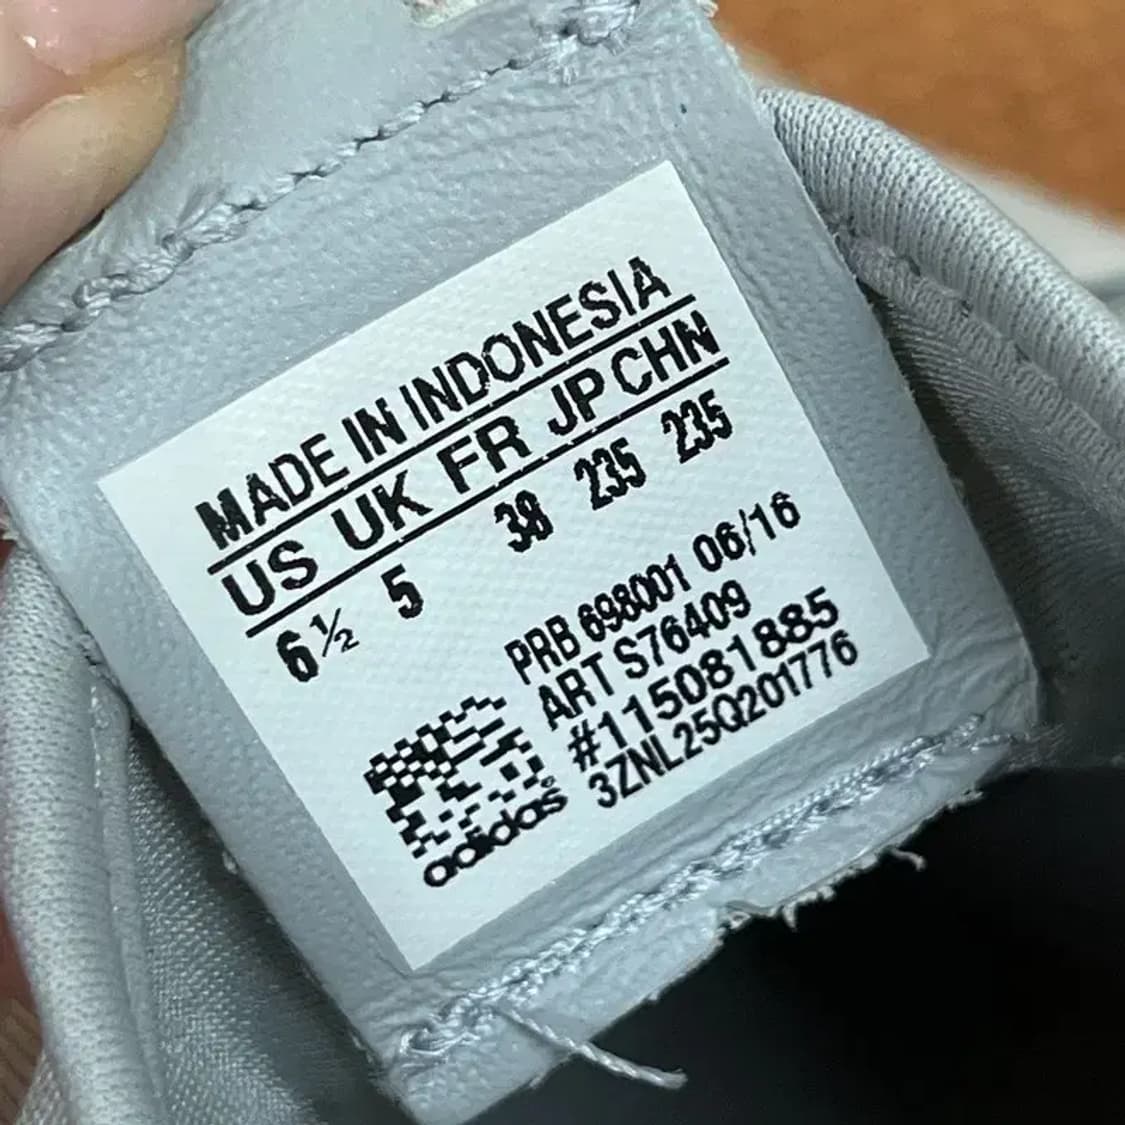 MADE IN INDONESIA
US UK FR JP CHN
6½ 5 38 235 235
PRB 698001 06/16
ART S76409
#115081885
3ZNL25Q201776
adidas